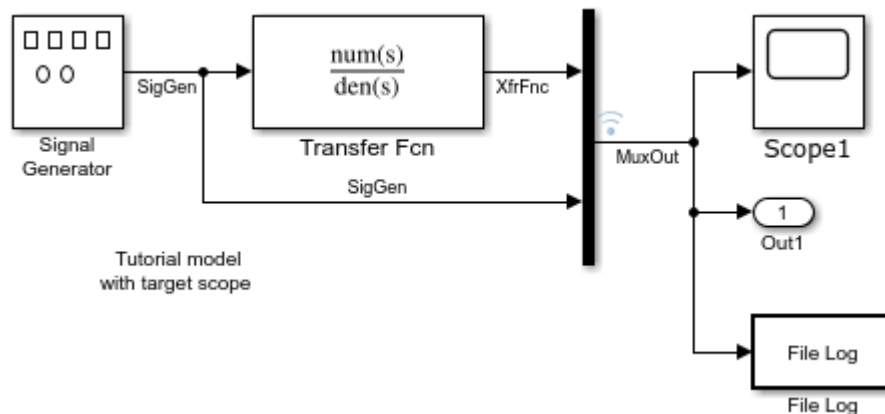 SigGen
num(s)
den(s)
XfrFnc
Signal
Generator
Transfer Fcn
SigGen
MuxOut
Scope1
1
Out1
Tutorial model
with target scope
File Log
File Log